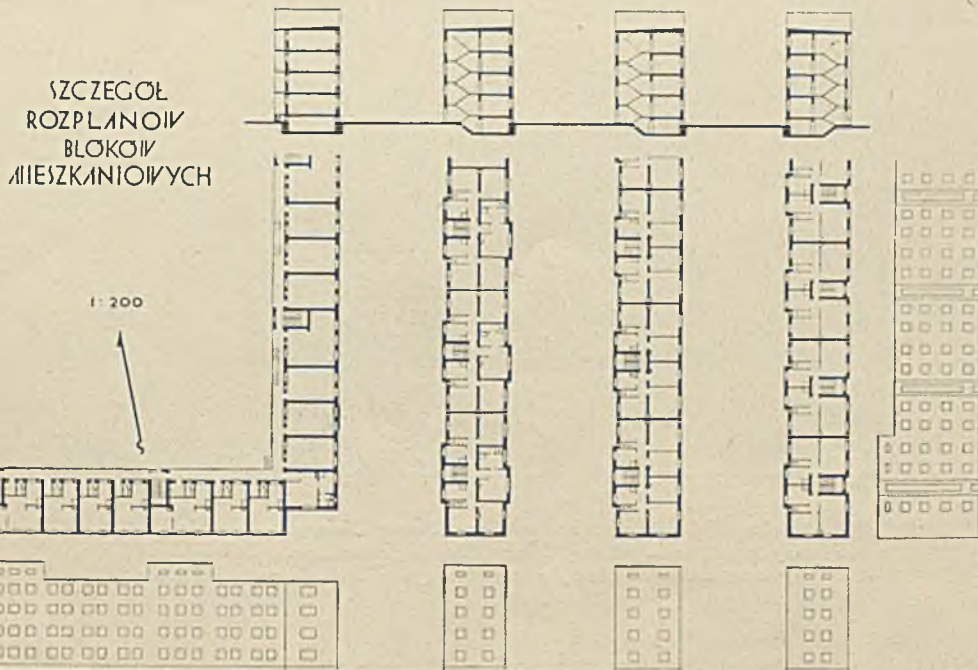 SZCZEGÓŁ
ROZPLANOW
BLOKÓW
MIESZKANIOWYCH
1:200